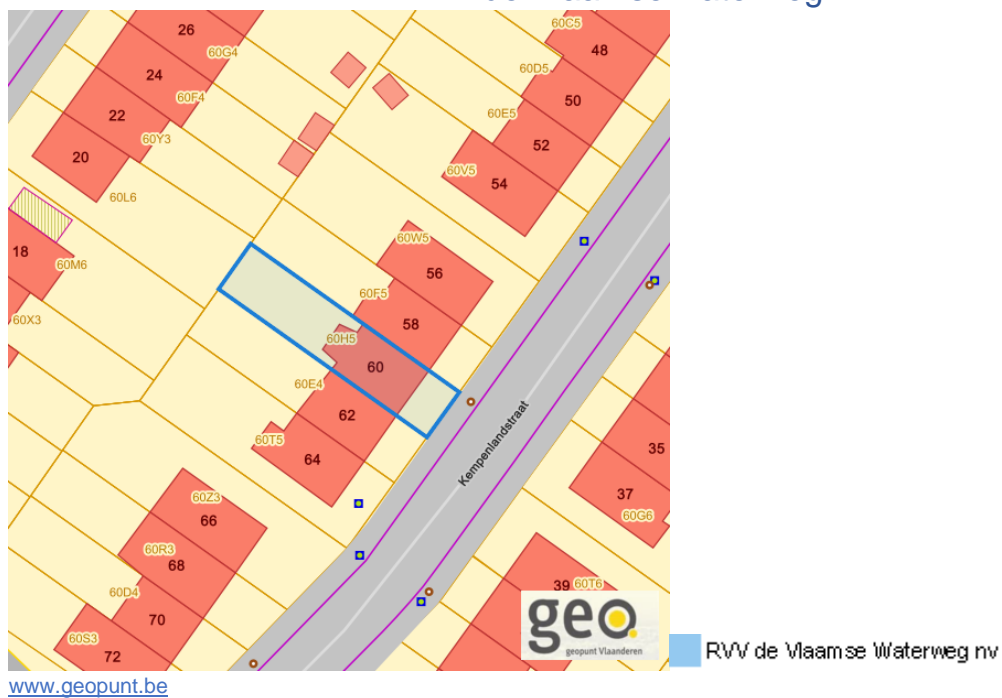 26
60C5
48
60G4
24
60D5
60F4
50
22
60E5
60Y3
52
20
60V5
54
60L6
60W5
18
60M6
56
60F5
60X3
58
60H5
60
60E4
62
Kempenlandstraat
60T5
64
35
37
60Z3
66
60G6
60R3
68
39
60T6
60D4
70
60S3
72
geo
geopunt Vlaanderen
RVV de Vlaamse Waterweg nv
www.geopunt.be